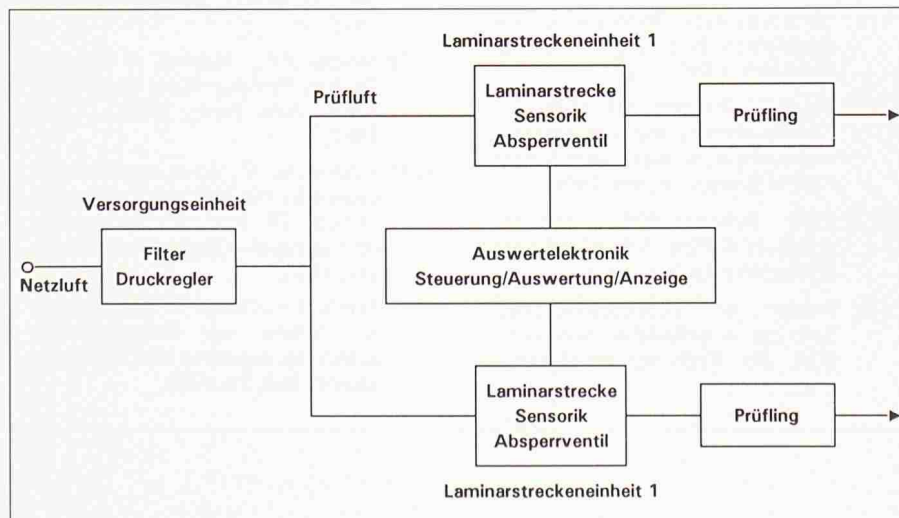 Laminarstreckeneinheit 1
Prüfluft
Laminarstrecke
Sensorik
Absperrventil
Prüfling
Versorgungseinheit
Filter
Druckregler
Netzluft
Auswertelektronik
Steuerung/Auswertung/Anzeige
Laminarstrecke
Sensorik
Absperrventil
Prüfling
Laminarstreckeneinheit 1